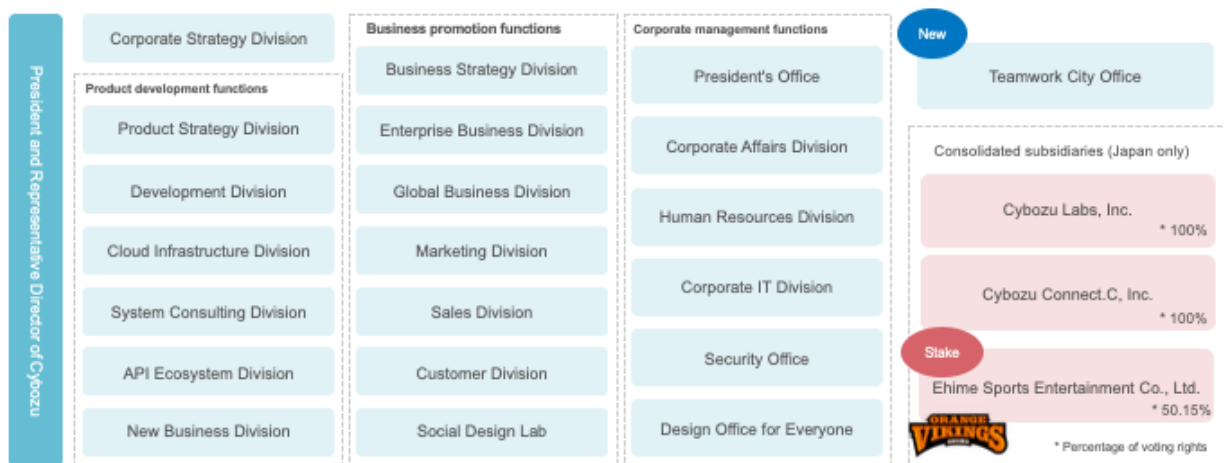 President and Representative Director of Cybozu
Corporate Strategy Division
Product development functions
Product Strategy Division
Development Division
Cloud Infrastructure Division
System Consulting Division
API Ecosystem Division
New Business Division
Business promotion functions
Business Strategy Division
Enterprise Business Division
Global Business Division
Marketing Division
Sales Division
Customer Division
Social Design Lab
Corporate management functions
President's Office
Corporate Affairs Division
Human Resources Division
Corporate IT Division
Security Office
Design Office for Everyone
New
Teamwork City Office
Consolidated subsidiaries (Japan only)
Cybozu Labs, Inc.
* 100%
Cybozu Connect.C, Inc.
* 100%
Stake
Ehime Sports Entertainment Co., Ltd.
* 50.15%
ORANGE
VIKINGS
* Percentage of voting rights